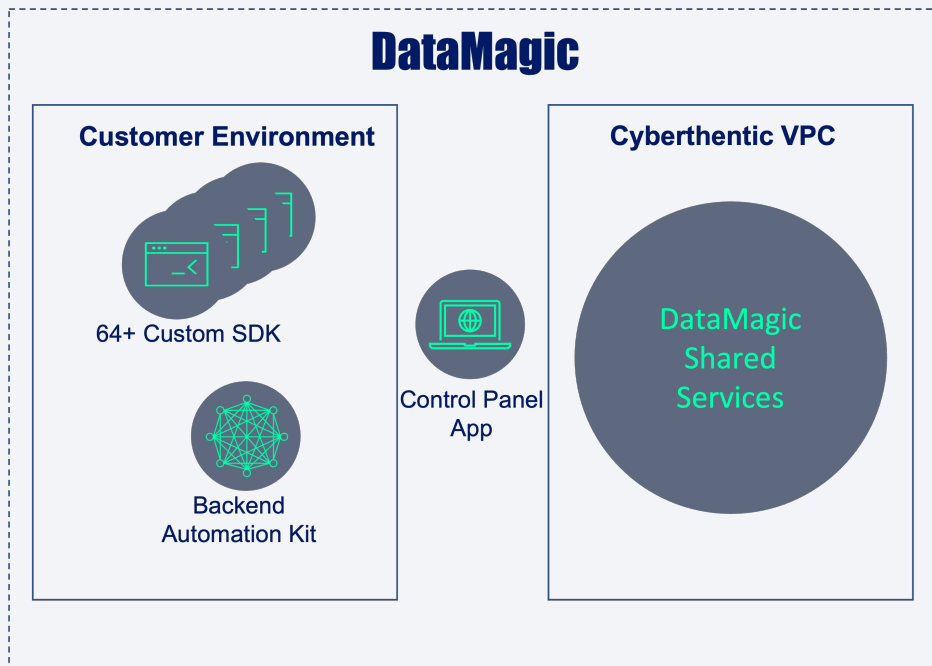 DataMagic
Customer Environment
64+ Custom SDK
Backend
Automation Kit
Control Panel
App
Cyberthentic VPC
DataMagic
Shared
Services